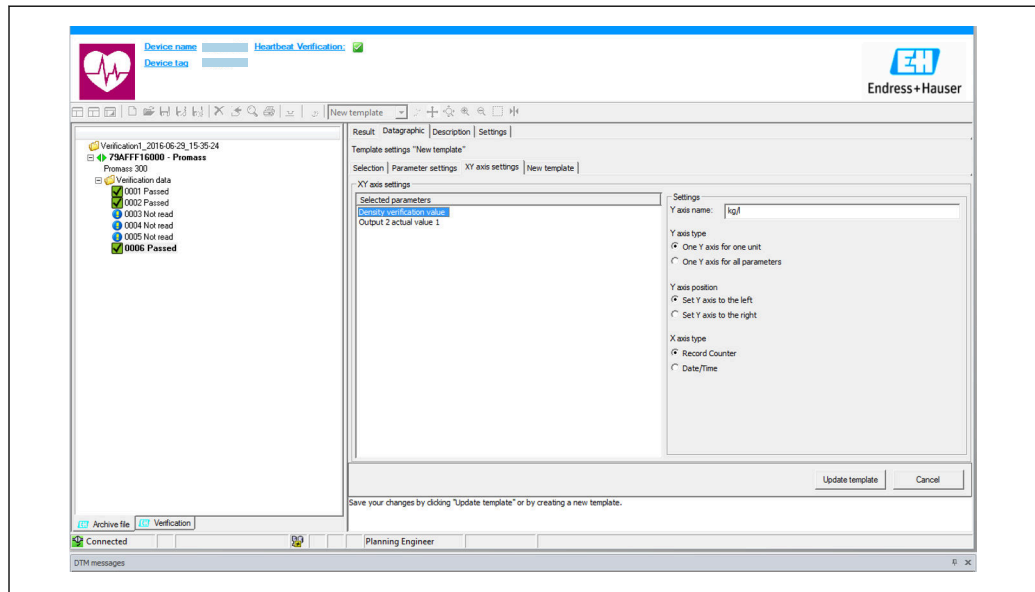 Device name
Heartbeat Verification:
Device tag
EH
Endress+Hauser
New template
Result
Datagraphic
Description
Settings
Template settings "New template"
Selection
Parameter settings
XY axis settings
New template
Verification1_2016-06-29_15-35-24
79AFFF16000 - Promass
Promass 300
Verification data
0001 Passed
0002 Passed
0003 Not read
0004 Not read
0005 Not read
0006 Passed
XY axis settings
Selected parameters
Density verification value
Output 2 actual value 1
Settings
Y axis name:
kg/l
Y axis type
One Y axis for one unit
One Y axis for all parameters
Y axis position
Set Y axis to the left
Set Y axis to the right
X axis type
Record Counter
Date/Time
Update template
Cancel
Save your changes by clicking "Update template" or by creating a new template.
Archive file
Verification
Connected
Planning Engineer
DTM messages